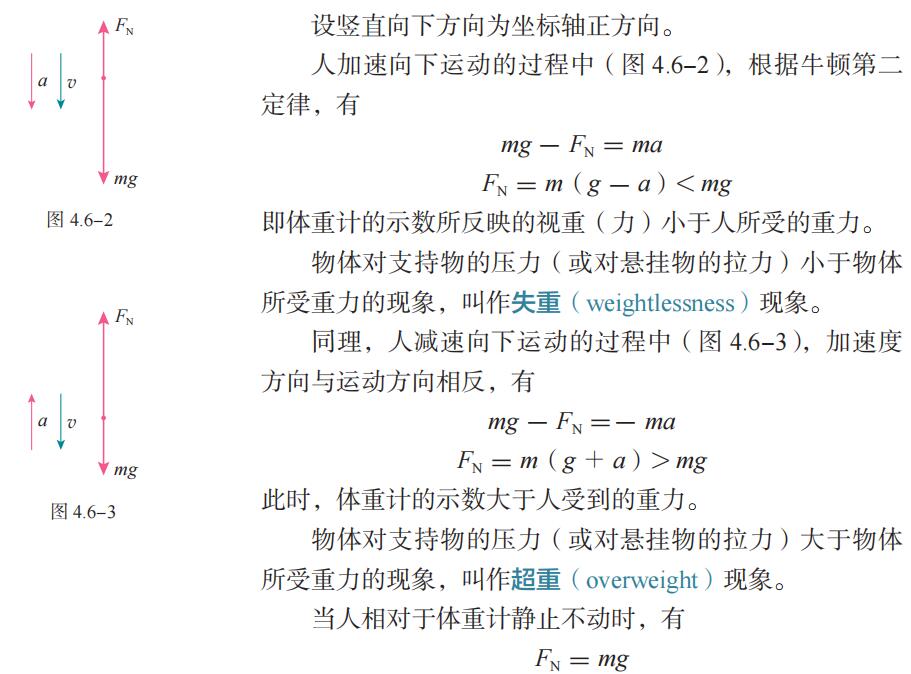 F_N
a
v
mg
图 4.6-2
F_N
a
v
mg
图 4.6-3
设竖直向下方向为坐标轴正方向。
人加速向下运动的过程中（图 4.6-2），根据牛顿第二
定律，有
mg — F_N = ma
F_N = m（g — a）＜ mg
即体重计的示数所反映的视重（力）小于人所受的重力。
物体对支持物的压力（或对悬挂物的拉力）小于物体
所受重力的现象，叫作失重（weightlessness）现象。
同理，人减速向下运动的过程中（图 4.6-3），加速度
方向与运动方向相反，有
mg — F_N = — ma
F_N = m（g + a）＞ mg
此时，体重计的示数大于人受到的重力。
物体对支持物的压力（或对悬挂物的拉力）大于物体
所受重力的现象，叫作超重（overweight）现象。
当人相对于体重计静止不动时，有
F_N = mg